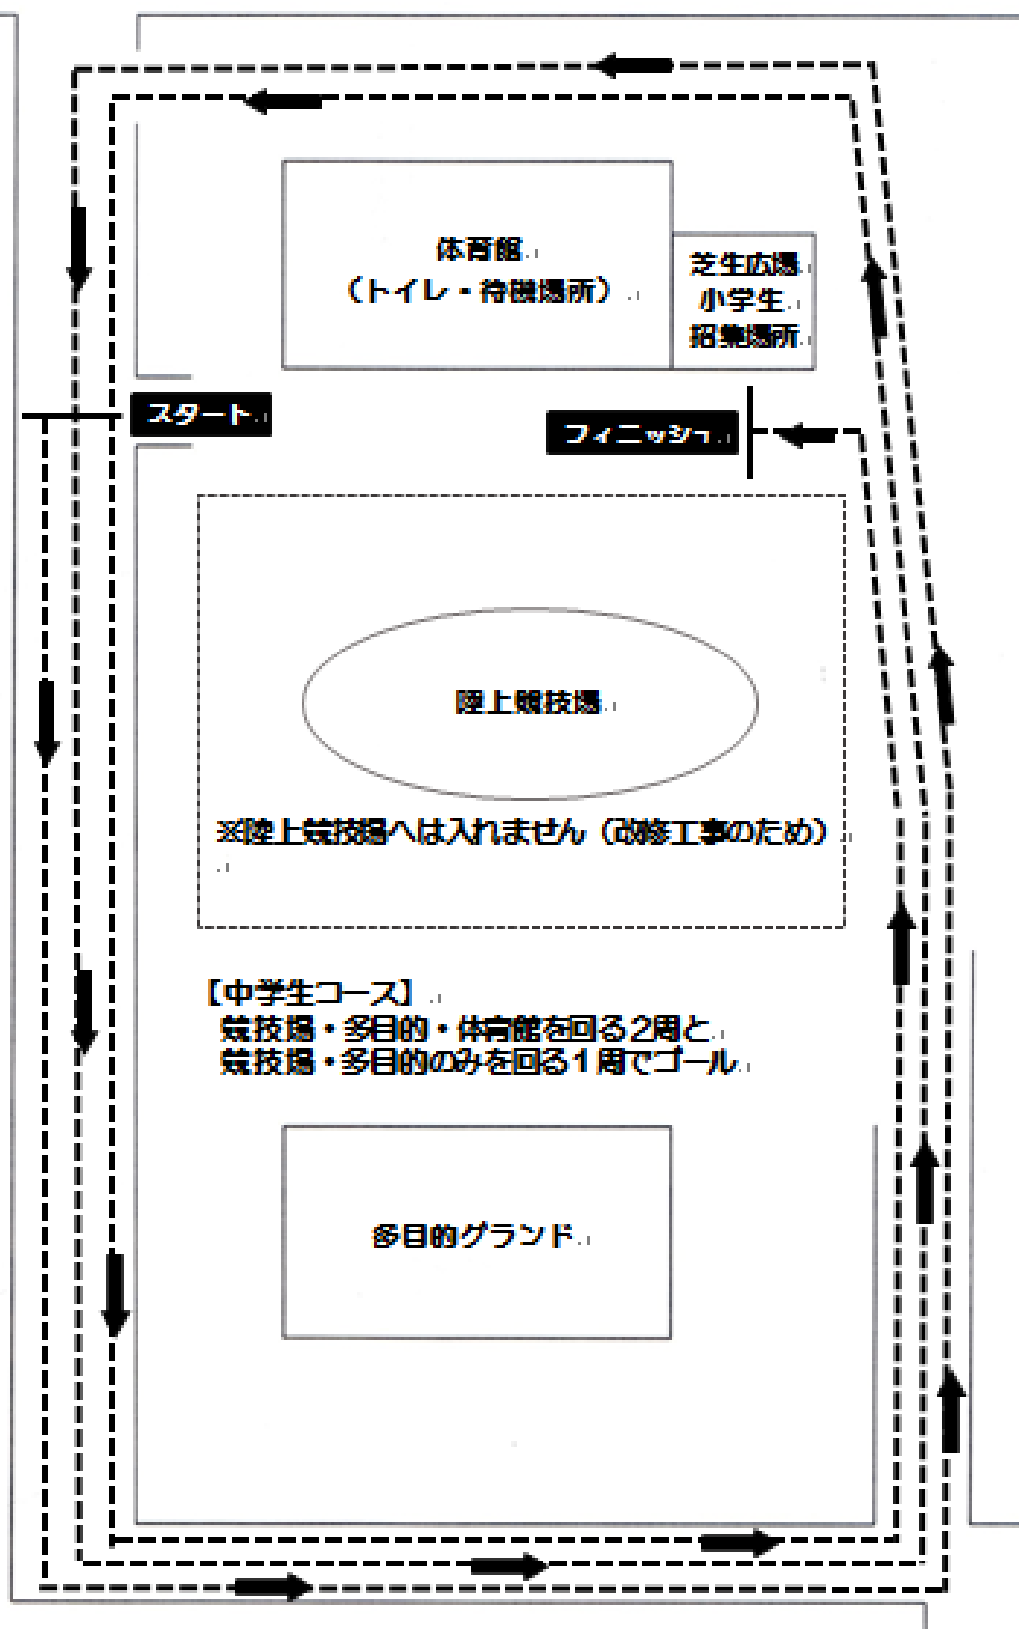 体育館
（トイレ・待機場所）
芝生広場
小学生
招集場所
スタート
フィニッシュ
陸上競技場
※陸上競技場へは入れません（改修工事のため）
【中学生コース】
競技場・多目的・体育館を回る２周と
競技場・多目的のみを回る１周でゴール
多目的グランド